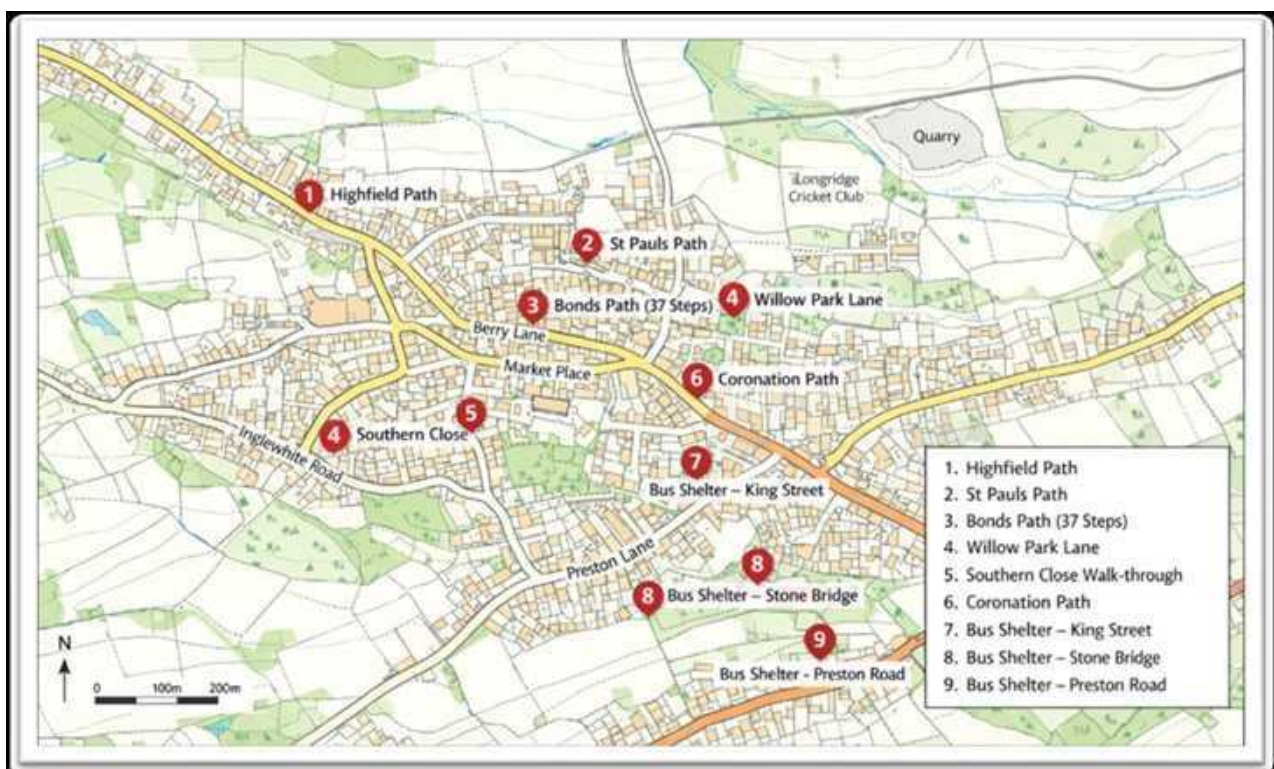 Quarry
Longridge
Cricket Club
1 Highfield Path
2 St Pauls Path
3 Bonds Path (37 Steps)
4 Willow Park Lane
Berry Lane
Market Place
6 Coronation Path
5
4 Southern Close
Inglewhite Road
7
Bus Shelter – King Street
Preston Lane
8
8 Bus Shelter – Stone Bridge
9
Bus Shelter - Preston Road
N
0 100m 200m
1. Highfield Path
2. St Pauls Path
3. Bonds Path (37 Steps)
4. Willow Park Lane
5. Southern Close Walk-through
6. Coronation Path
7. Bus Shelter – King Street
8. Bus Shelter – Stone Bridge
9. Bus Shelter – Preston Road